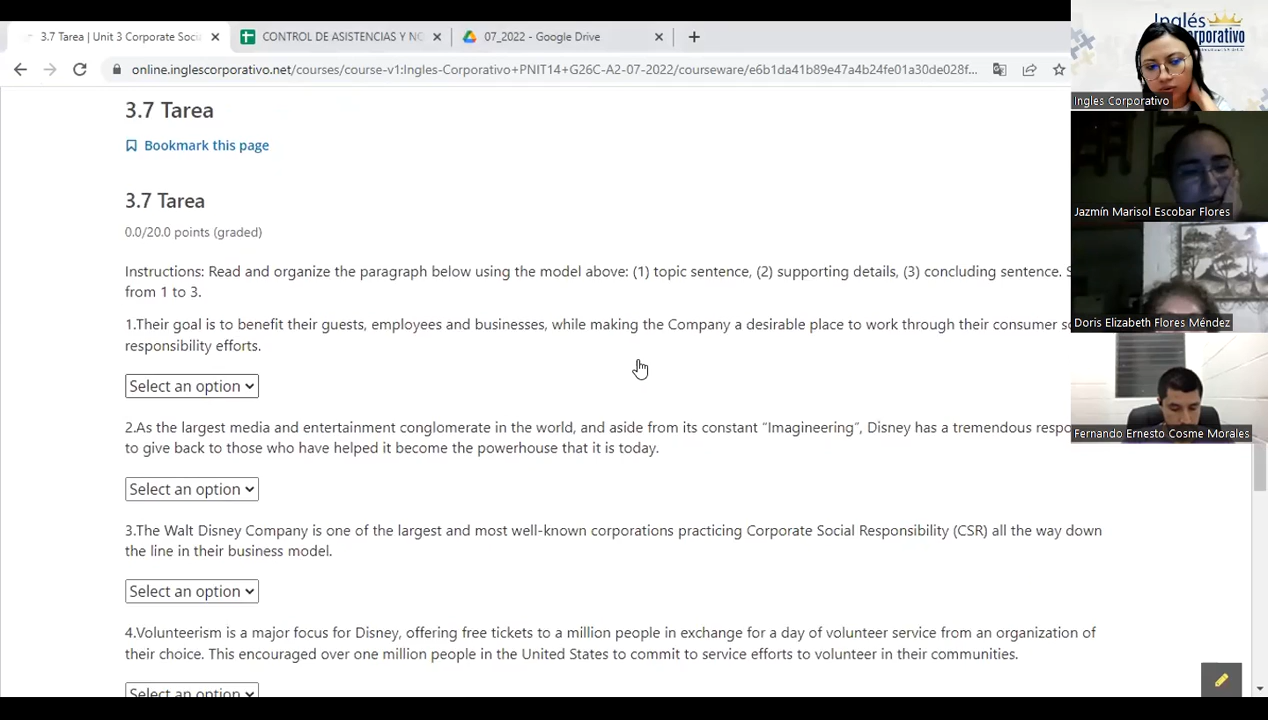 3.7 Tarea | Unit 3 Corporate Soci
CONTROL DE ASISTENCIAS Y NO
07_2022 - Google Drive
online.inglescorporativo.net/courses/course-v1:Ingles-Corporativo+PNIT14+G26C-A2-07-2022/courseware/e6b1da41b89e47a4b24fe01a30de028f...
3.7 Tarea
Bookmark this page
3.7 Tarea
0.0/20.0 points (graded)
Instructions: Read and organize the paragraph below using the model above: (1) topic sentence, (2) supporting details, (3) concluding sentence. S
from 1 to 3.
1.Their goal is to benefit their guests, employees and businesses, while making the Company a desirable place to work through their consumer so
responsibility efforts.
Select an option
2.As the largest media and entertainment conglomerate in the world, and aside from its constant “Imagineering”, Disney has a tremendous respo
to give back to those who have helped it become the powerhouse that it is today.
Select an option
3.The Walt Disney Company is one of the largest and most well-known corporations practicing Corporate Social Responsibility (CSR) all the way down
the line in their business model.
Select an option
4.Volunteerism is a major focus for Disney, offering free tickets to a million people in exchange for a day of volunteer service from an organization of
their choice. This encouraged over one million people in the United States to commit to service efforts to volunteer in their communities.
Select an option
Inglés
Ingles Corporativo
Jazmín Marisol Escobar Flores
Doris Elizabeth Flores Méndez
Fernando Ernesto Cosme Morales